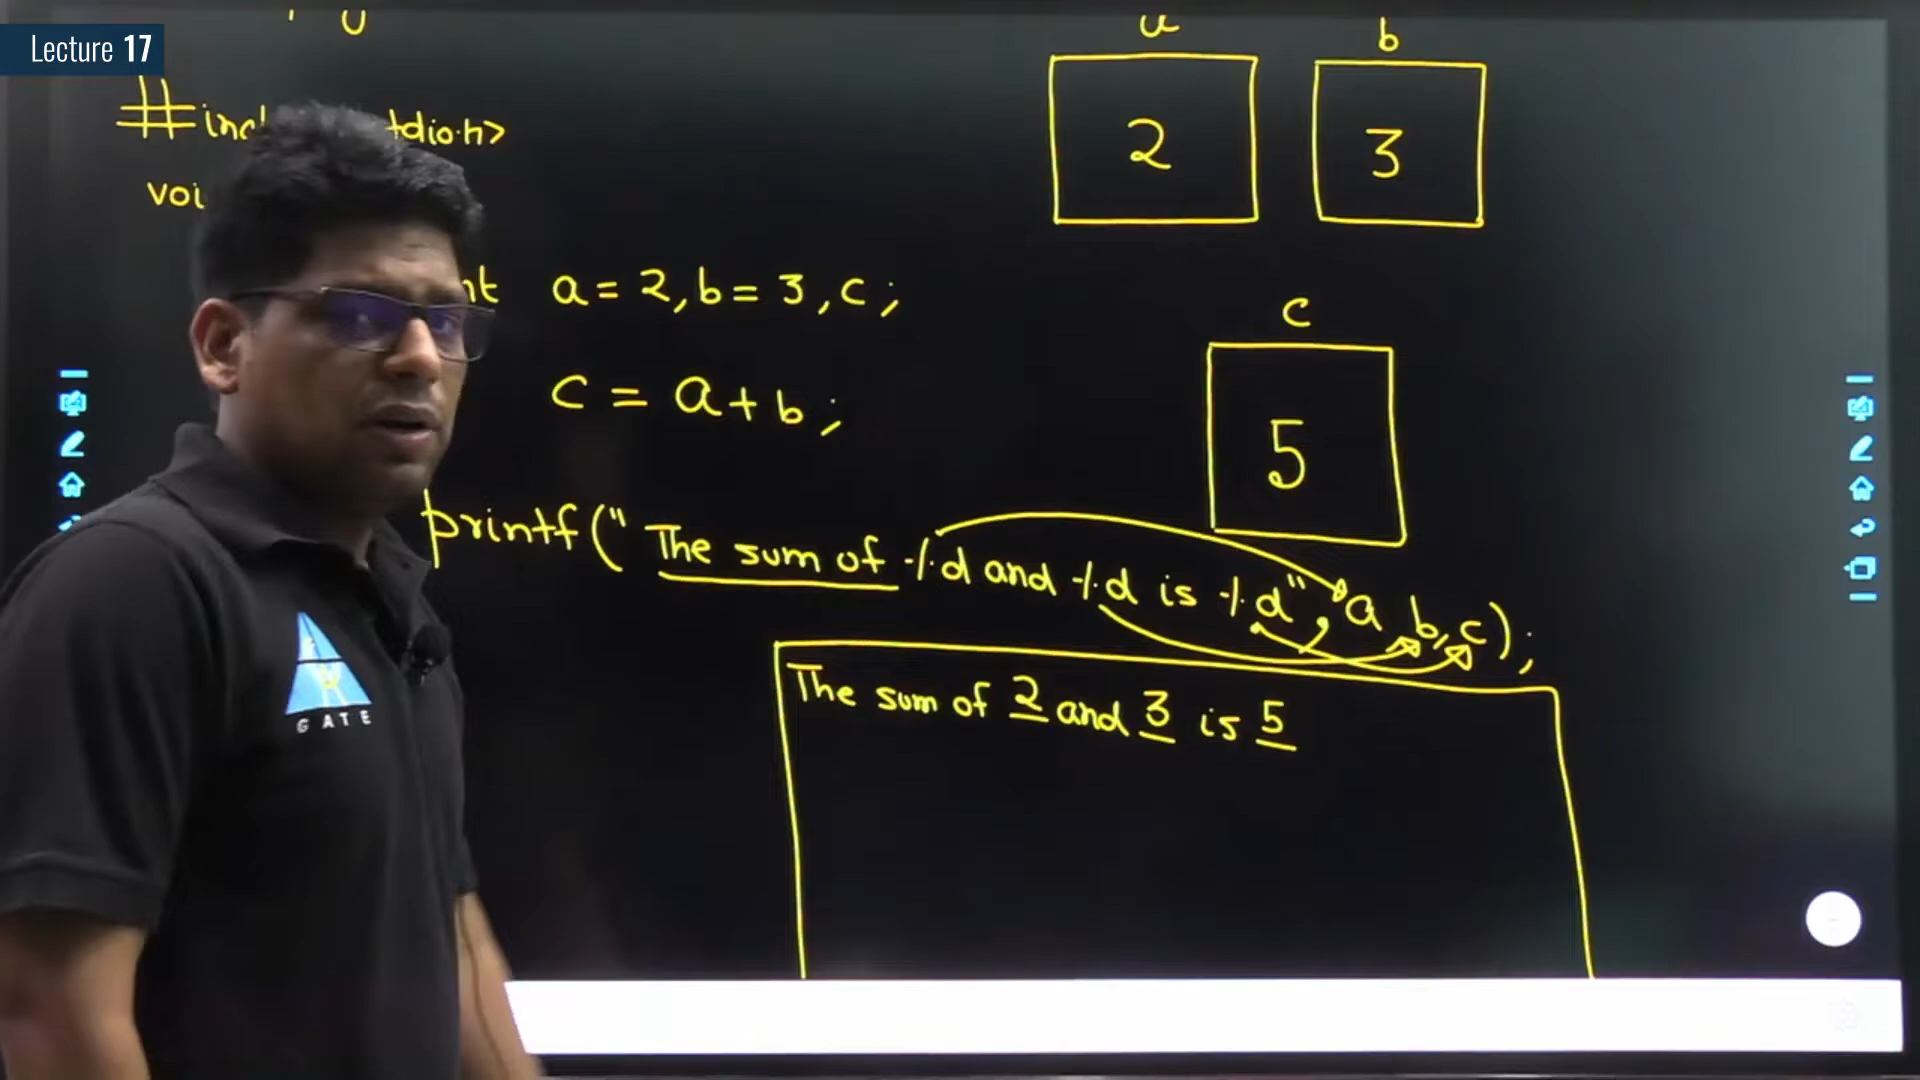 Lecture 17
a
b
#inc tdio.h>
2
3
voi
nt a = 2, b = 3, c;
c
c = a + b;
5
printf(" The sum of %d and %d is %d", a b, c);
The sum of 2 and 3 is 5
GATE